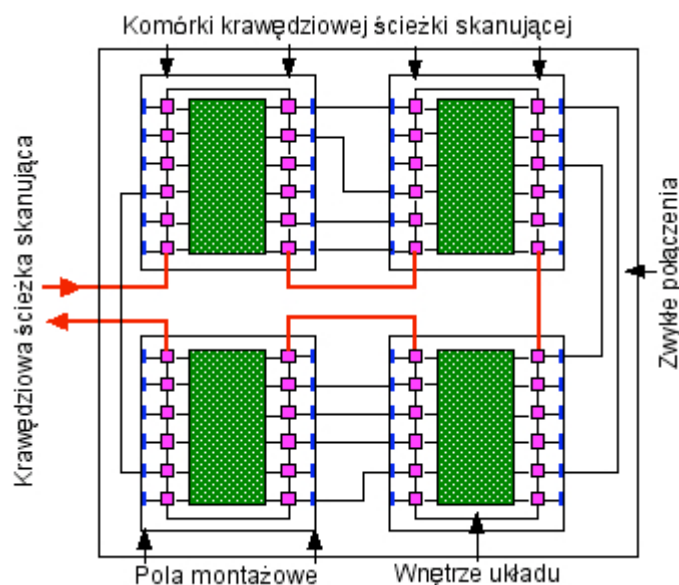 Komórki krawędziowej ścieżki skanującej
Krawędziowa ścieżka skanująca
Zwykłe połączenia
Pola montażowe
Wnętrze układu